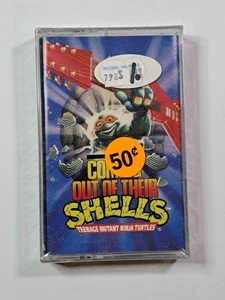 50¢
OUT OF THEIR
SHELLS
TEENAGE MUTANT NINJA TURTLES